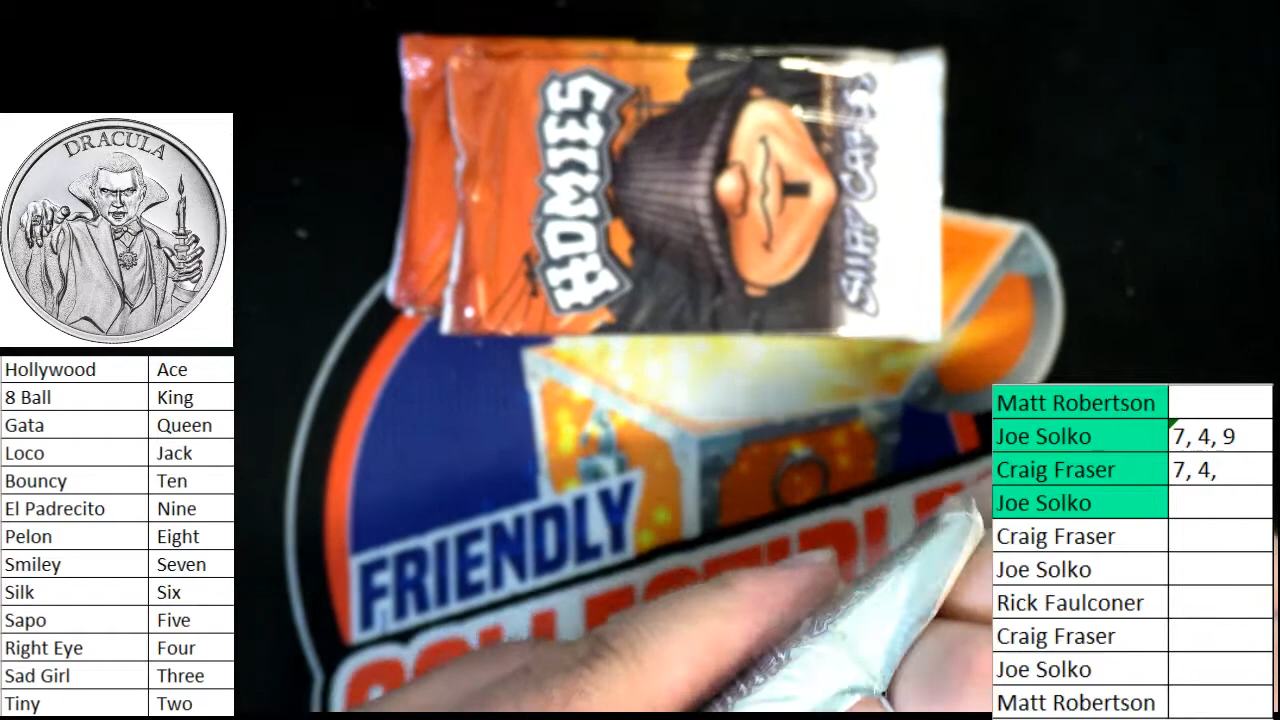 DRACULA
Hollywood Ace
8 Ball King
Gata Queen
Loco Jack
Bouncy Ten
El Padrecito Nine
Pelon Eight
Smiley Seven
Silk Six
Sapo Five
Right Eye Four
Sad Girl Three
Tiny Two
HOMIES
FRIENDLY
Matt Robertson
Joe Solko 7, 4, 9
Craig Fraser 7, 4,
Joe Solko
Craig Fraser
Joe Solko
Rick Faulconer
Craig Fraser
Joe Solko
Matt Robertson